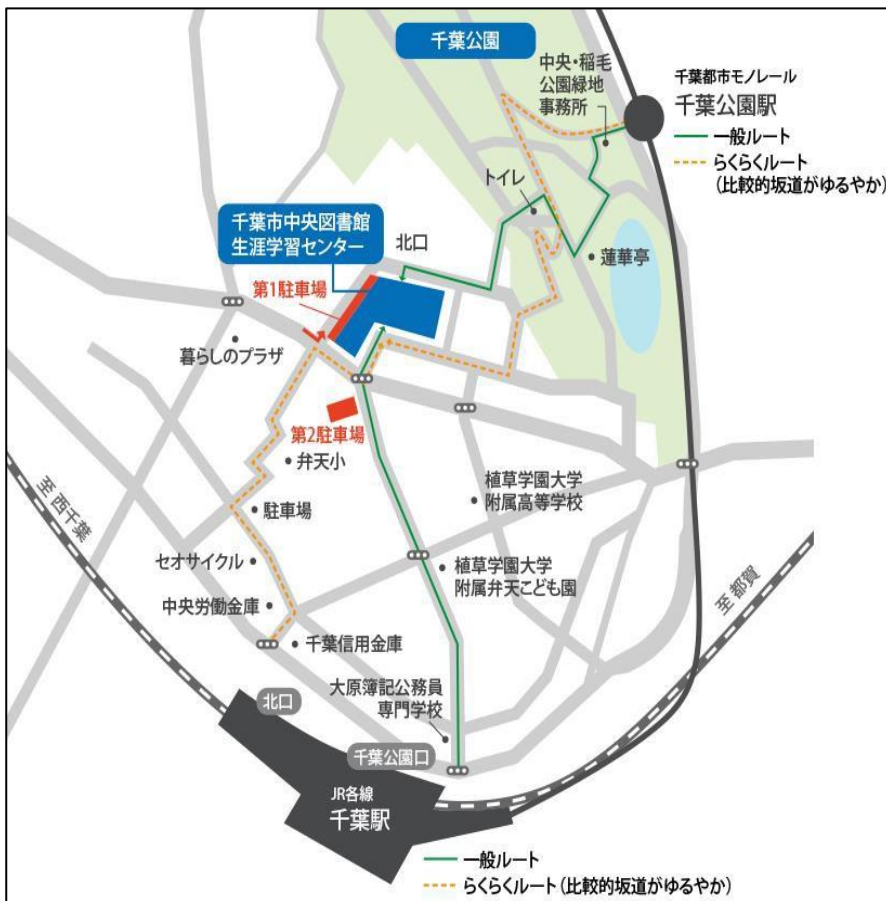 千葉公園
中央・稲毛
公園緑地
事務所
千葉都市モノレール
千葉公園駅
一般ルート
らくらくルート
(比較的坂道がゆるやか)
トイレ
千葉市中央図書館
生涯学習センター
北口
蓮華亭
第1駐車場
暮らしのプラザ
第2駐車場
弁天小
至 西千葉
駐車場
植草学園大学
附属高等学校
セオサイクル
植草学園大学
附属弁天こども園
至 都賀
中央労働金庫
千葉信用金庫
大原簿記公務員
専門学校
北口
千葉公園口
JR各線
千葉駅
一般ルート
らくらくルート(比較的坂道がゆるやか)